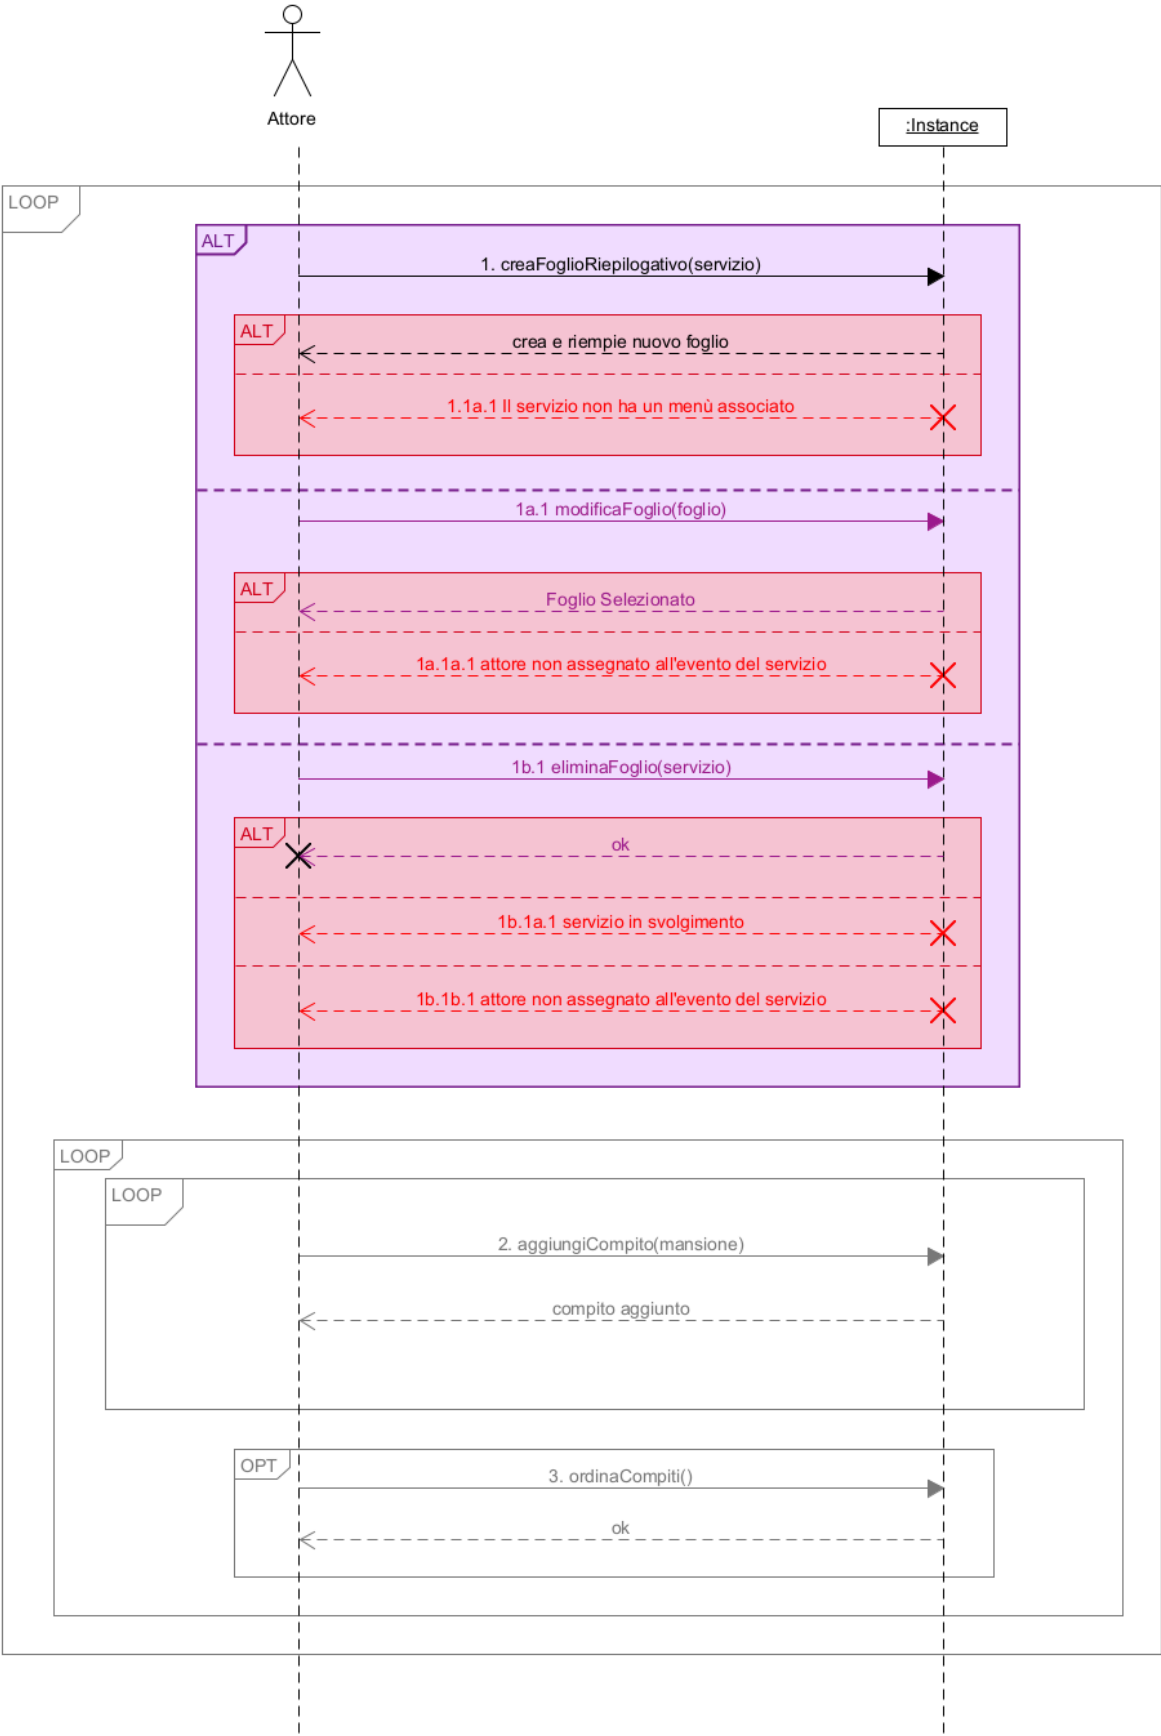 Attore
:Instance
LOOP
ALT
1. creaFoglioRiepilogativo(servizio)
ALT
crea e riempie nuovo foglio
1.1a.1 Il servizio non ha un menù associato
1a.1 modificaFoglio(foglio)
ALT
Foglio Selezionato
1a.1a.1 attore non assegnato all'evento del servizio
1b.1 eliminaFoglio(servizio)
ALT
ok
1b.1a.1 servizio in svolgimento
1b.1b.1 attore non assegnato all'evento del servizio
LOOP
LOOP
2. aggiungiCompito(mansione)
compito aggiunto
OPT
3. ordinaCompiti()
ok